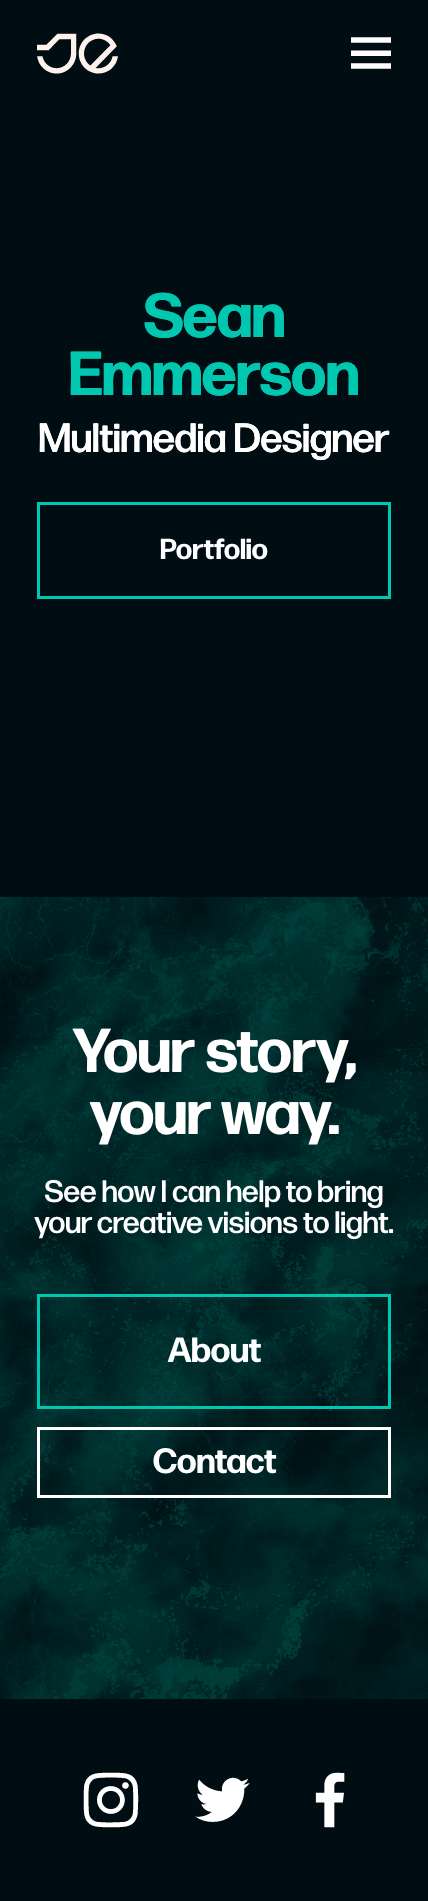 Sean
Emmerson
Multimedia Designer
Portfolio
Your story,
your way.
See how I can help to bring
your creative visions to light.
About
Contact